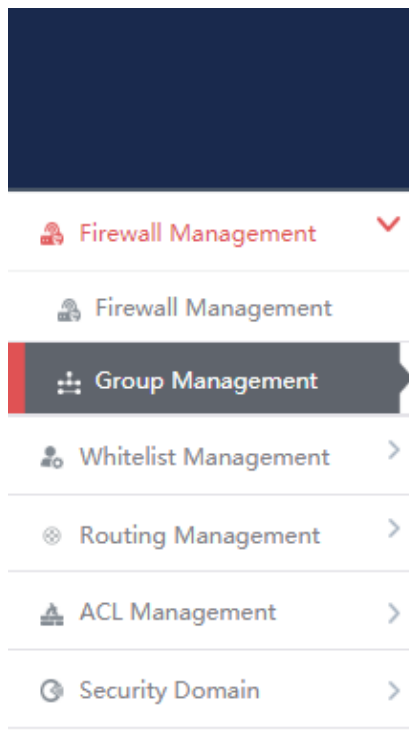 Firewall Management
Firewall Management
Group Management
Whitelist Management
Routing Management
ACL Management
Security Domain